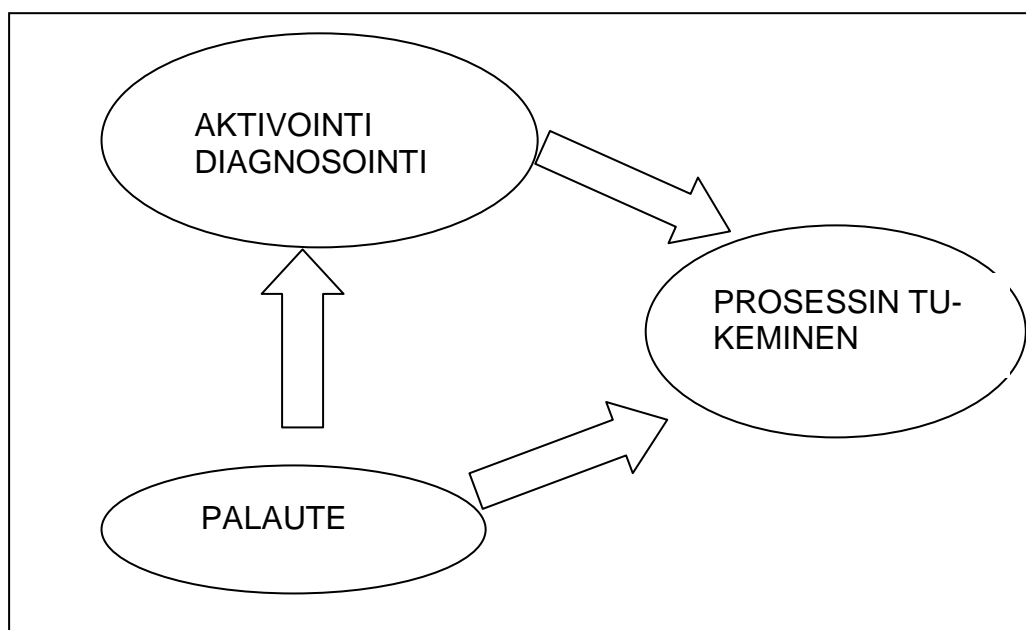 AKTIVOINTI
DIAGNOSOINTI
PROSESSIN TU-
KEMINEN
PALAUTE